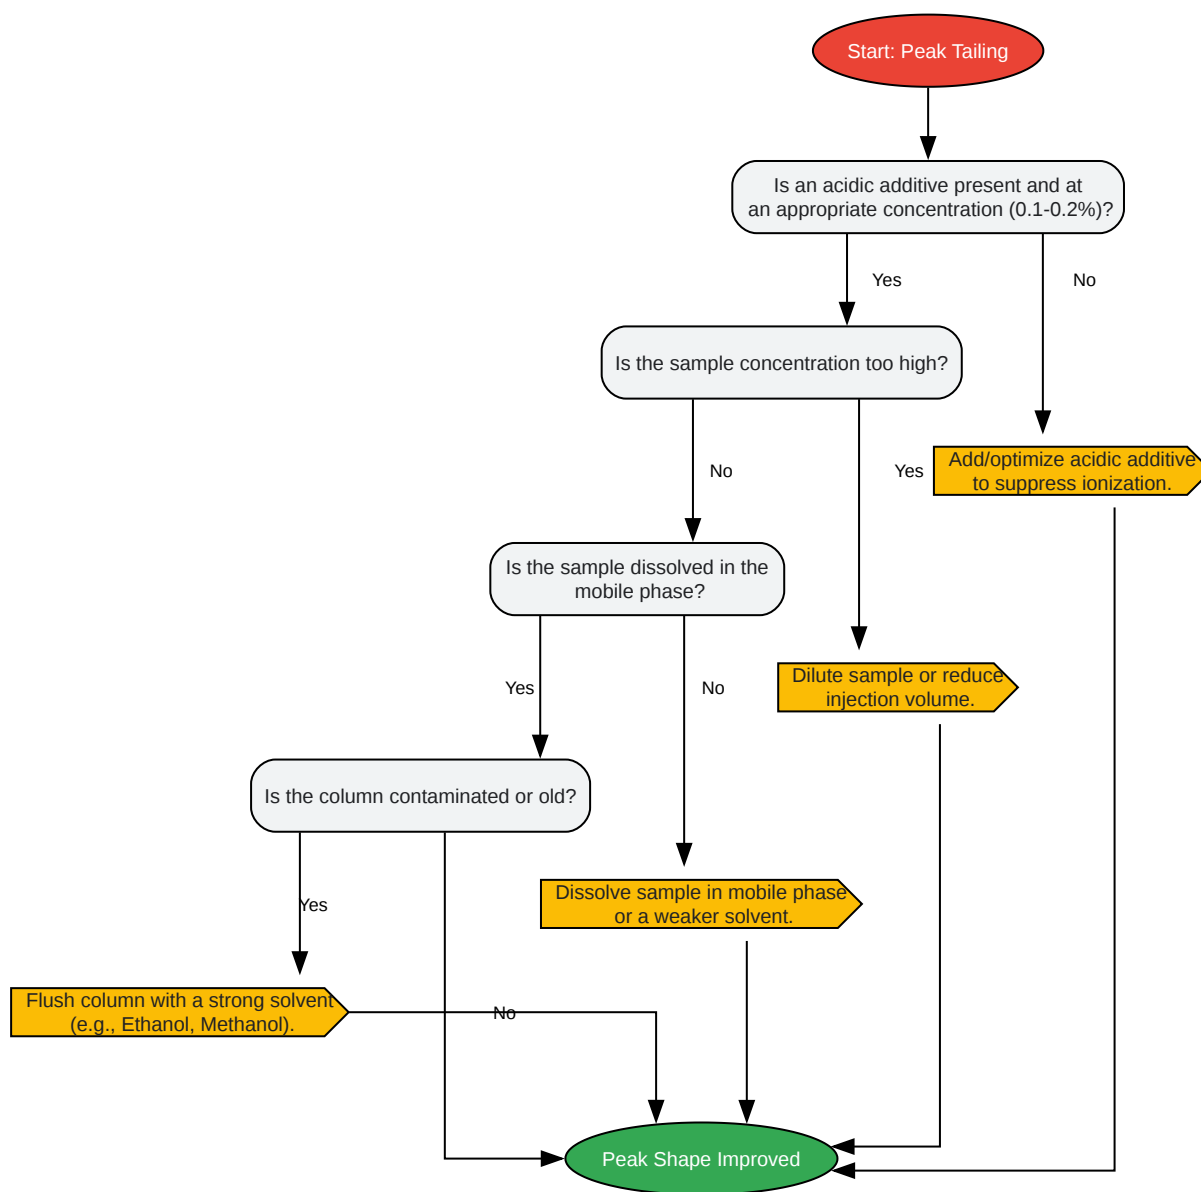 Start: Peak Tailing
Is an acidic additive present and at
an appropriate concentration (0.1-0.2%)?
Yes
No
Is the sample concentration too high?
No
Yes
Add/optimize acidic additive
to suppress ionization.
Is the sample dissolved in the
mobile phase?
Yes
No
Dilute sample or reduce
injection volume.
Is the column contaminated or old?
Yes
Dissolve sample in mobile phase
or a weaker solvent.
Flush column with a strong solvent
(e.g., Ethanol, Methanol).
No
Peak Shape Improved